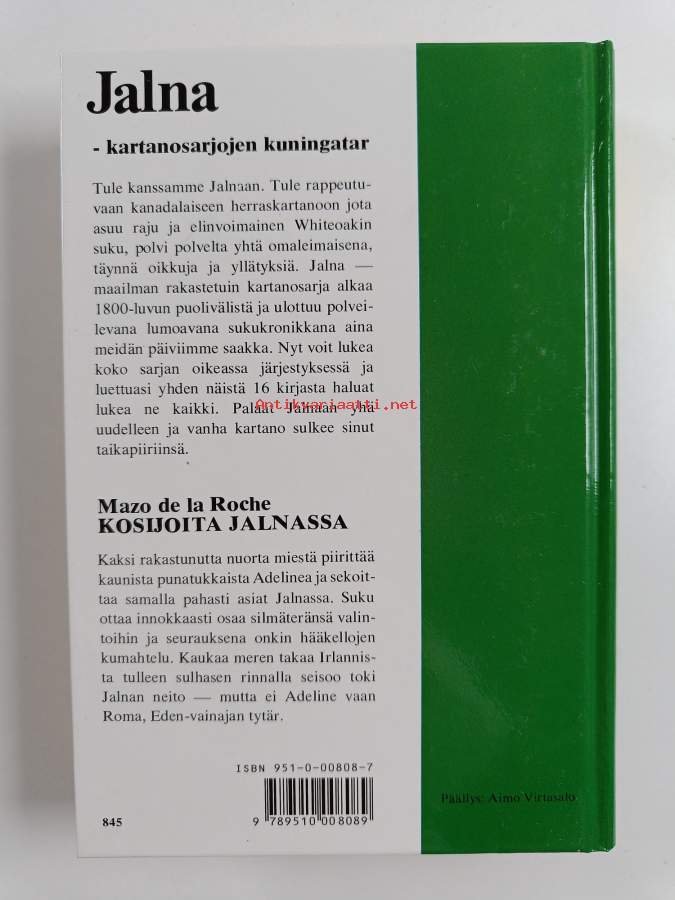 Jalna
- kartanosarjojen kuningatar
Tule kanssamme Jalnaan. Tule rappeutu-
vaan kanadalaiseen herraskartanoon jota
asuu raju ja elinvoimainen Whiteoakin
suku, polvi polvelta yhtä omaleimaisena,
täynnä oikkuja ja yllätyksiä. Jalna —
maailman rakastetuin kartanosarja alkaa
1800-luvun puolivälistä ja ulottuu polvei-
levana lumoavana sukukronikkana aina
meidän päiviimme saakka. Nyt voit lukea
koko sarjan oikeassa järjestyksessä ja
luettuasi yhden näistä 16 kirjasta haluat
lukea ne kaikki. Palaat Jalnaan yhä
Antikvariaatti.net
uudelleen ja vanha kartano sulkee sinut
taikapiiriinsä.
Mazo de la Roche
KOSIJOITA JALNASSA
Kaksi rakastunutta nuorta miestä piirittää
kaunista punatukkaista Adelinea ja sekoit-
taa samalla pahasti asiat Jalnassa. Suku
ottaa innokkaasti osaa silmäteränsä valin-
toihin ja seurauksena onkin hääkellojen
kumahtelu. Kaukaa meren takaa Irlannis-
ta tulleen sulhasen rinnalla seisoo toki
Jalnan neito — mutta ei Adeline vaan
Roma, Eden-vainajan tytär.
ISBN 951-0-00808-7
9 789510 008089
845
Päällys: Aimo Virtasalo